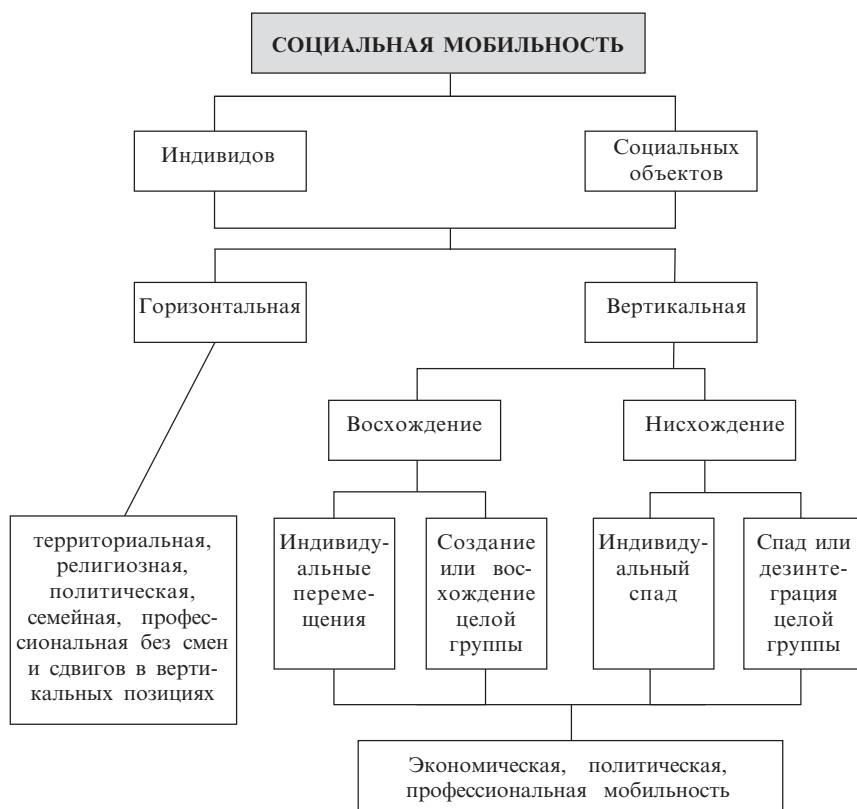 СОЦИАЛЬНАЯ МОБИЛЬНОСТЬ
Индивидов
Социальных
объектов
Горизонтальная
Вертикальная
Восхождение
Нисхождение
территориальная,
религиозная,
политическая,
семейная, профес-
сиональная без смен
и сдвигов в верти-
кальных позициях
Индивиду-
альные
перемеще-
щения
Создание
или вос-
хождение
целой
группы
Индивиду-
альный
спад
Спад или
дезинте-
грация
целой
группы
Экономическая, политическая,
профессиональная мобильность